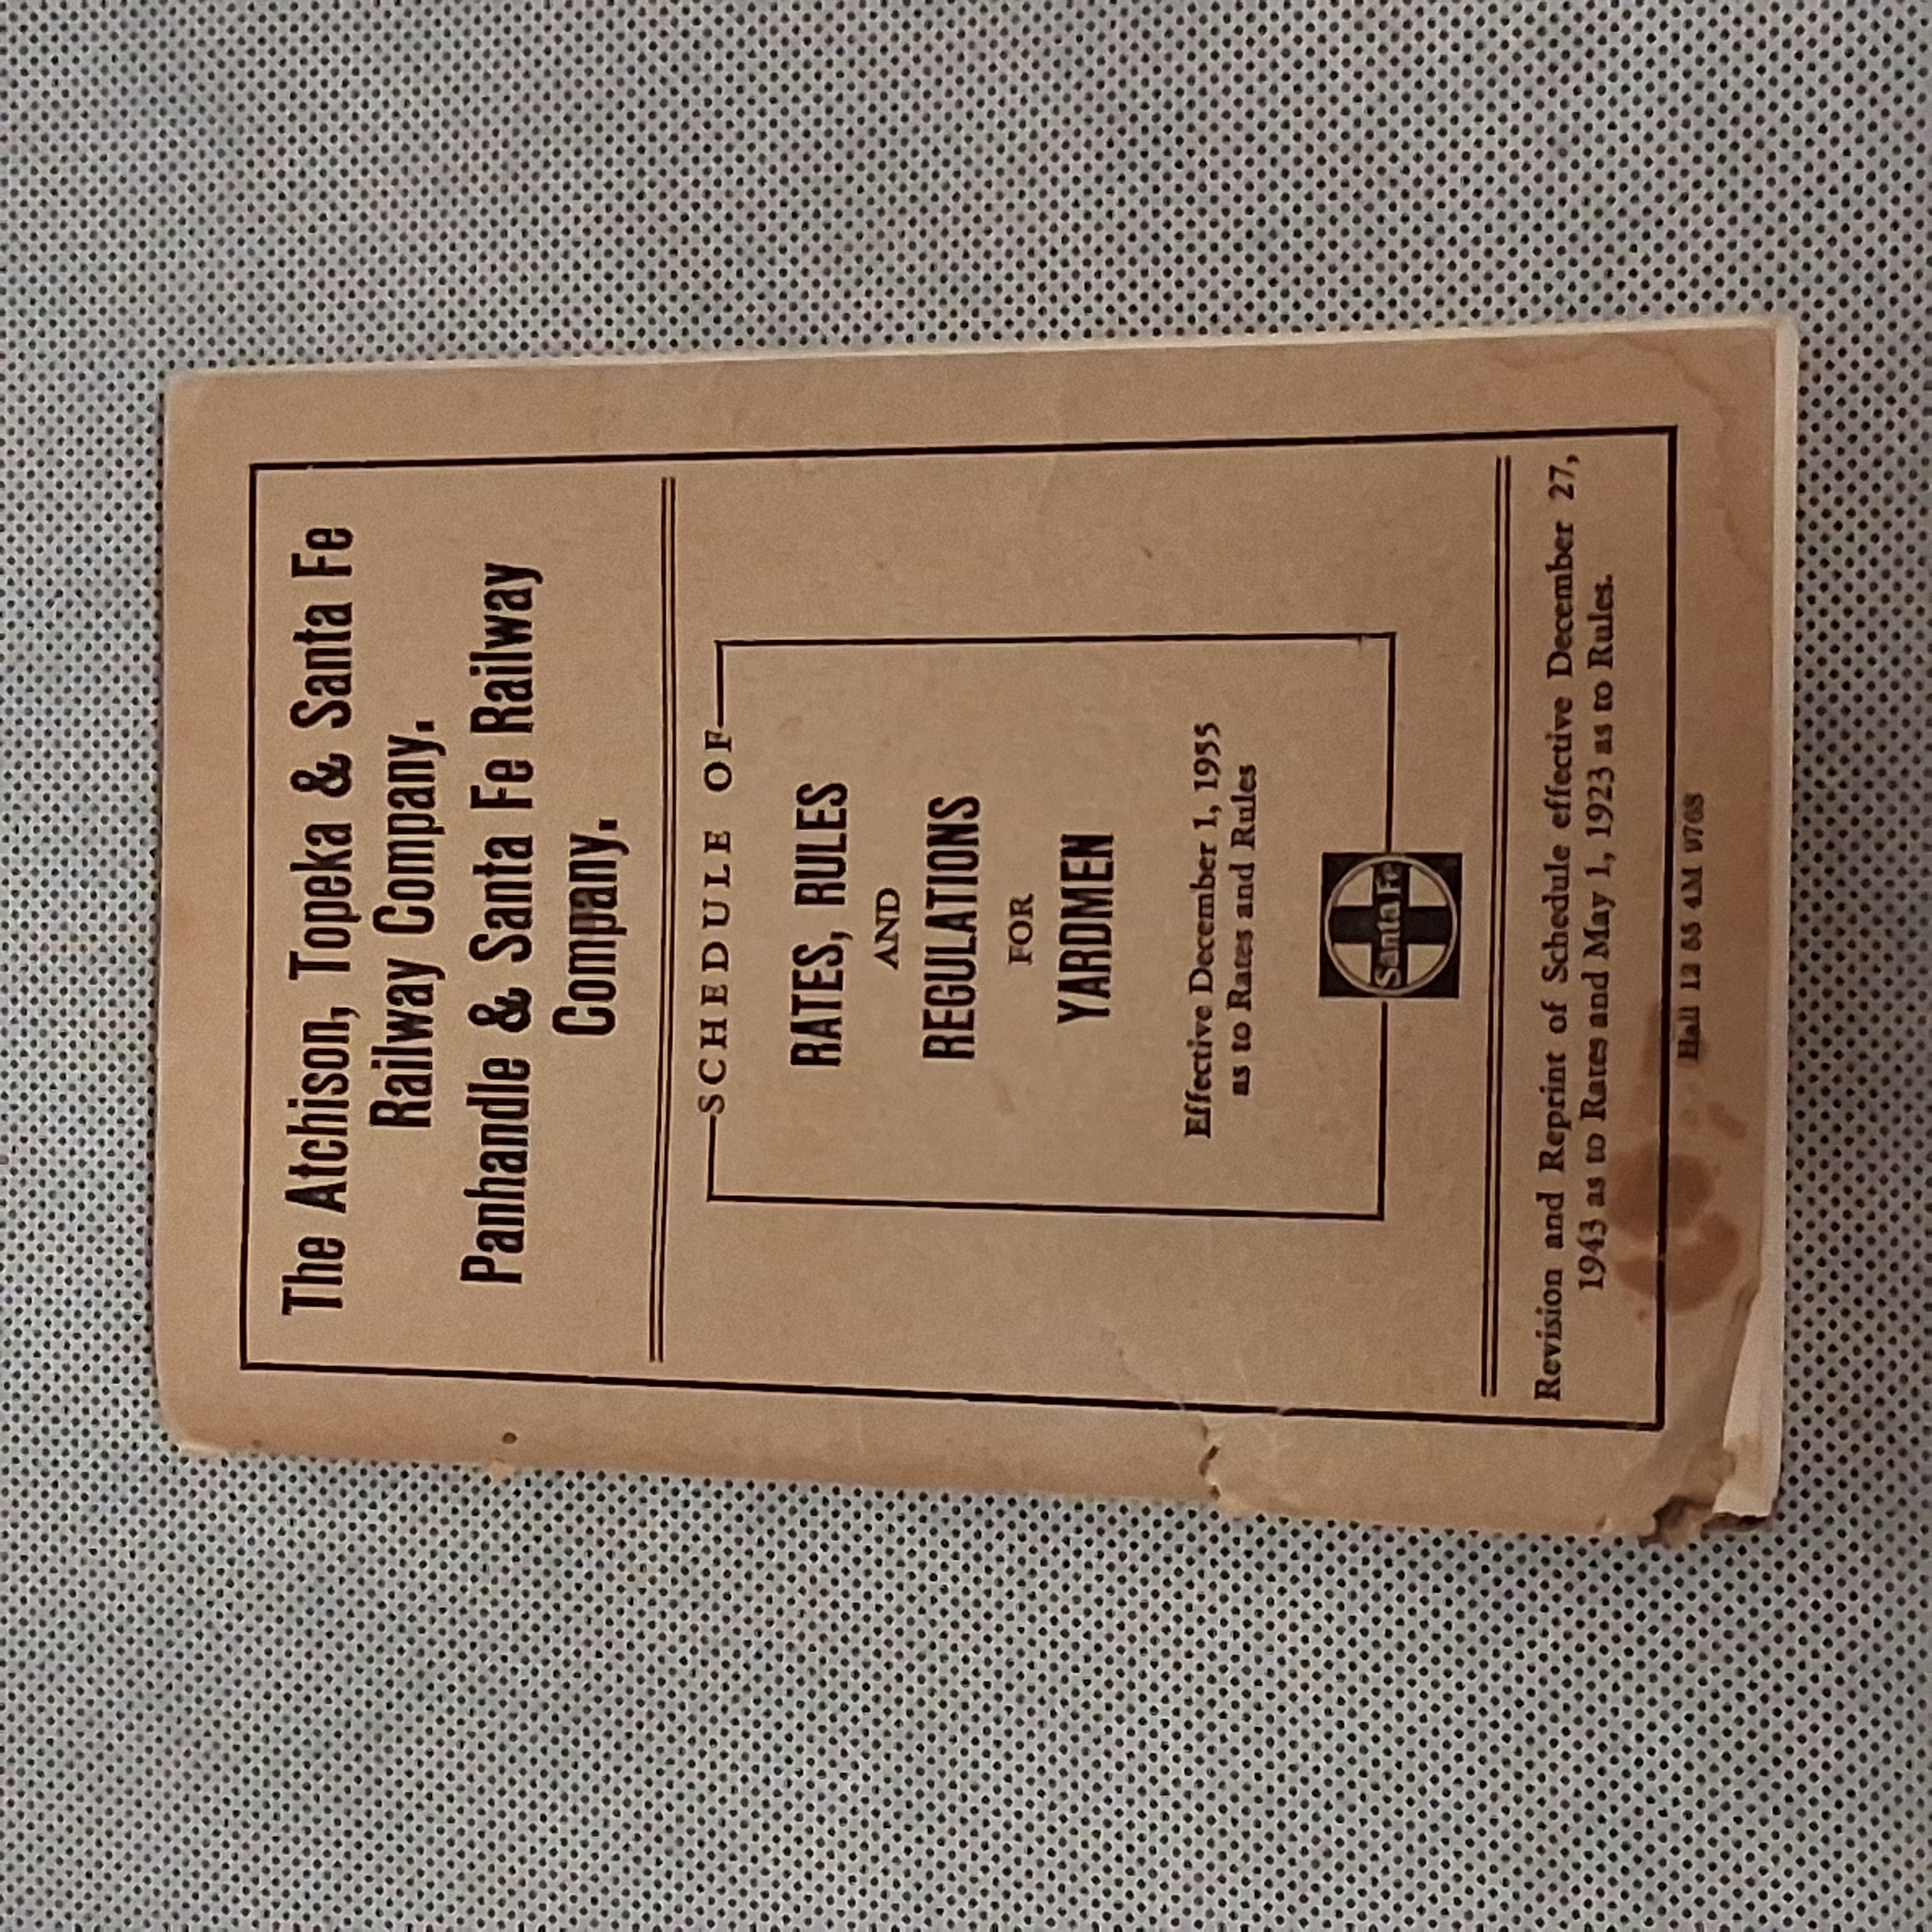 The Atchison, Topeka & Santa Fe
Railway Company.
Panhandle & Santa Fe Railway
Company.
SCHEDULE OF
RATES, RULES
AND
REGULATIONS
FOR
YARDMEN
Effective December 1, 1955
as to Rates and Rules
Santa Fe
Revision and Reprint of Schedule effective December 27,
1943 as to Rates and May 1, 1923 as to Rules.
Hall 12 55 4M 9768